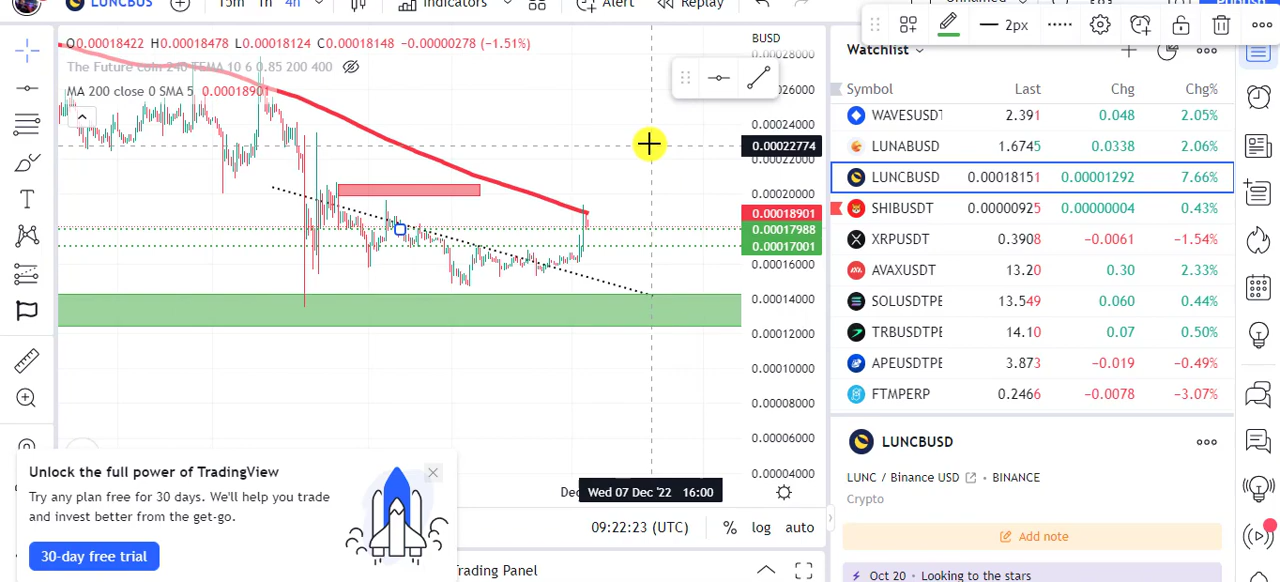 LUNCBUS
15m 1h 4h
Indicators
Alert
Replay
2px
O0.00018422 H0.00018478 L0.00018124 C0.00018148 -0.00000278 (-1.51%)
The Future Coin 240 TEMA 10 6 0.85 200 400
MA 200 close 0 SMA 5 0.00018901
BUSD
0.00028000
0.00026000
0.00024000
0.00022774
0.00022000
0.00020000
0.00018901
0.00017988
0.00017001
0.00016000
0.00014000
0.00012000
0.00010000
0.00008000
0.00006000
0.00004000
Dec
Wed 07 Dec '22 16:00
09:22:23 (UTC)
% log auto
Trading Panel
Unlock the full power of TradingView
Try any plan free for 30 days. We'll help you trade
and invest better from the get-go.
30-day free trial
Watchlist
Symbol Last Chg Chg%
WAVESUSDT 2.391 0.048 2.05%
LUNABUSD 1.6745 0.0338 2.06%
LUNCBUSD 0.00018151 0.00001292 7.66%
SHIBUSDT 0.00000925 0.00000004 0.43%
XRPUSDT 0.3908 −0.0061 −1.54%
AVAXUSDT 13.20 0.30 2.33%
SOLUSDTPE 13.549 0.060 0.44%
TRBUSDTPE 14.10 0.07 0.50%
APEUSDTPE 3.873 −0.019 −0.49%
FTMPERP 0.2466 −0.0078 −3.07%
LUNCBUSD
LUNC / Binance USD • BINANCE
Crypto
Add note
Oct 20 • Looking to the stars